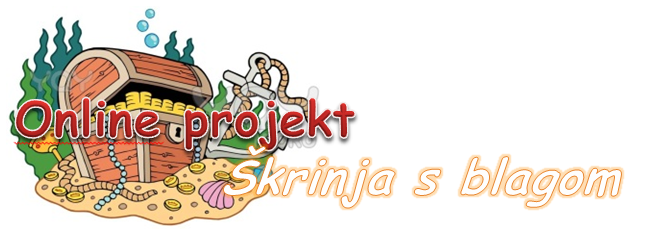 Online projekt
Škrinja s blagom